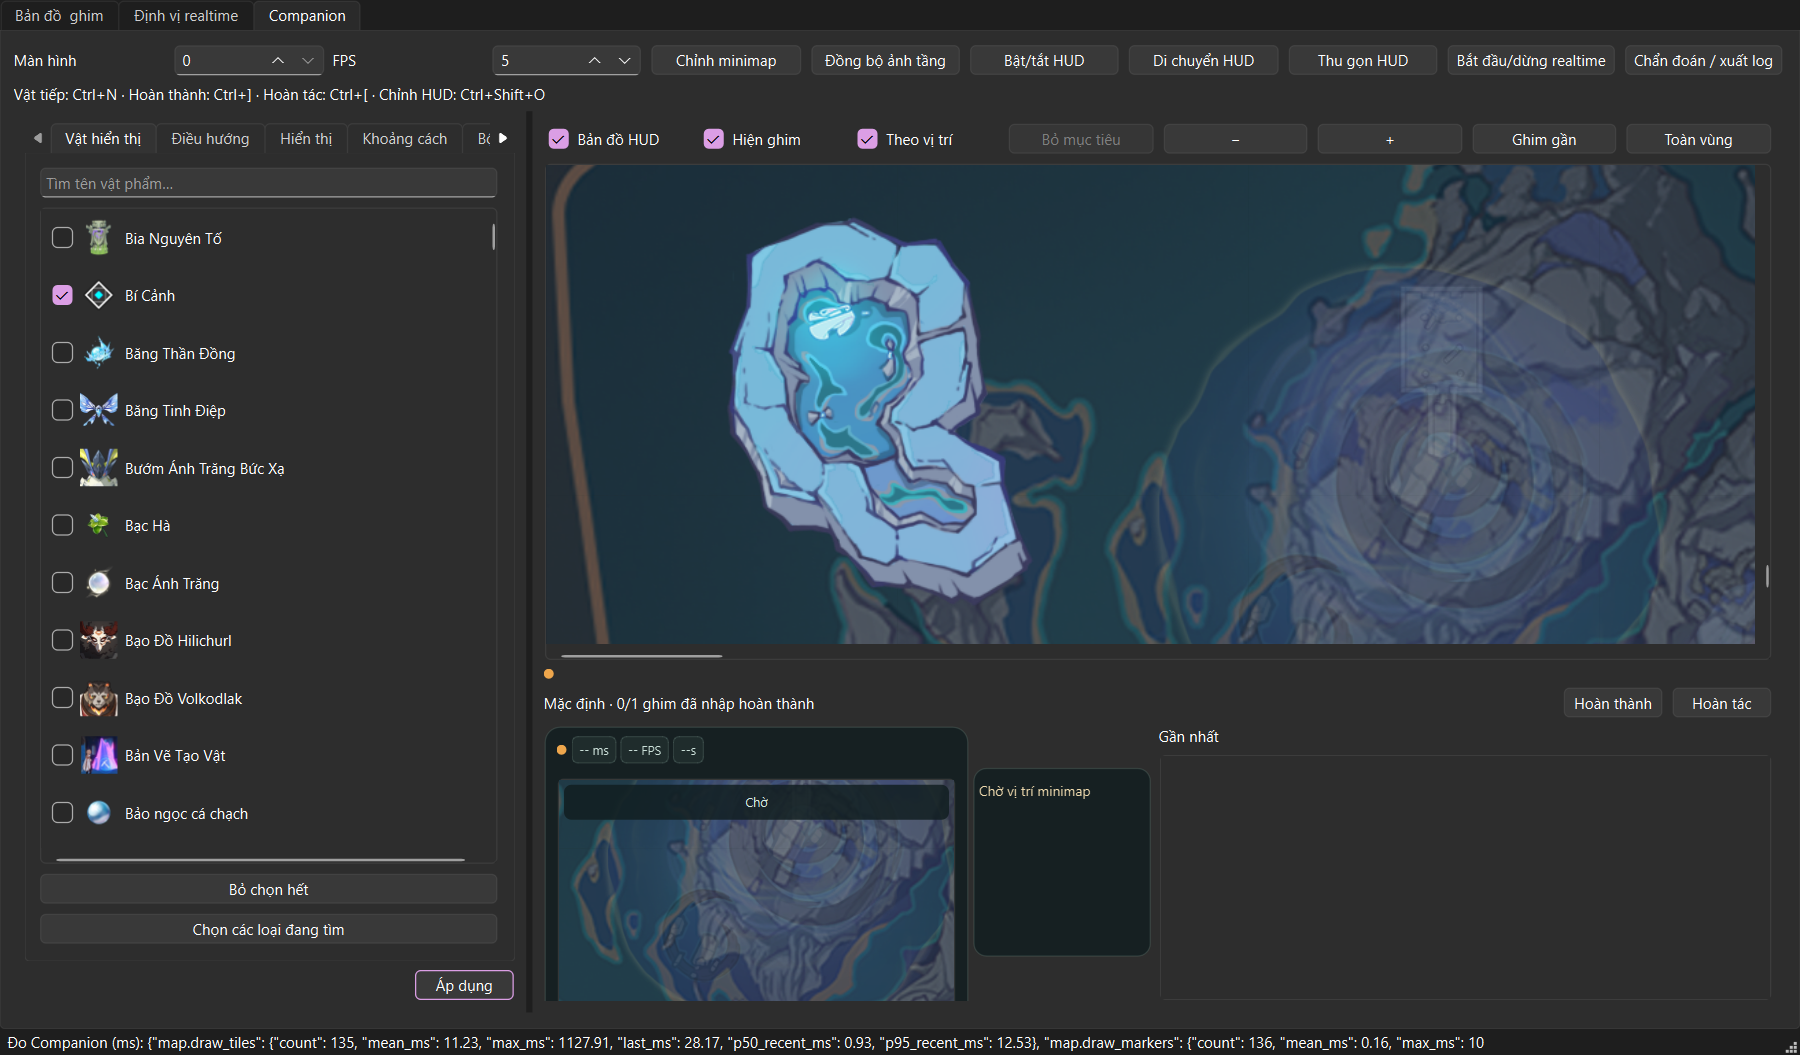 Bản đồ ghim
Định vị realtime
Companion
Màn hình
0
FPS
5
Chỉnh minimap
Đồng bộ ảnh tầng
Bật/tắt HUD
Di chuyển HUD
Thu gọn HUD
Bắt đầu/dừng realtime
Chẩn đoán / xuất log
Vật tiếp: Ctrl+N · Hoàn thành: Ctrl+] · Hoàn tác: Ctrl+[ · Chỉnh HUD: Ctrl+Shift+O
Vật hiển thị
Điều hướng
Hiển thị
Khoảng cách
Tìm tên vật phẩm...
Bia Nguyên Tố
Bí Cảnh
Băng Thần Đồng
Băng Tinh Điệp
Bướm Ánh Trăng Bức Xạ
Bạc Hà
Bạc Ánh Trăng
Bạo Đồ Hilichurl
Bạo Đồ Volkodlak
Bản Vẽ Tạo Vật
Bảo ngọc cá chạch
Bỏ chọn hết
Chọn các loại đang tìm
Áp dụng
Bản đồ HUD
Hiện ghim
Theo vị trí
Bỏ mục tiêu
−
+
Ghim gần
Toàn vùng
Mặc định · 0/1 ghim đã nhập hoàn thành
Hoàn thành
Hoàn tác
-- ms
-- FPS
--s
Chờ
Chờ vị trí minimap
Gần nhất
Đo Companion (ms): {"map.draw_tiles": {"count": 135, "mean_ms": 11.23, "max_ms": 1127.91, "last_ms": 28.17, "p50_recent_ms": 0.93, "p95_recent_ms": 12.53}, "map.draw_markers": {"count": 136, "mean_ms": 0.16, "max_ms": 10